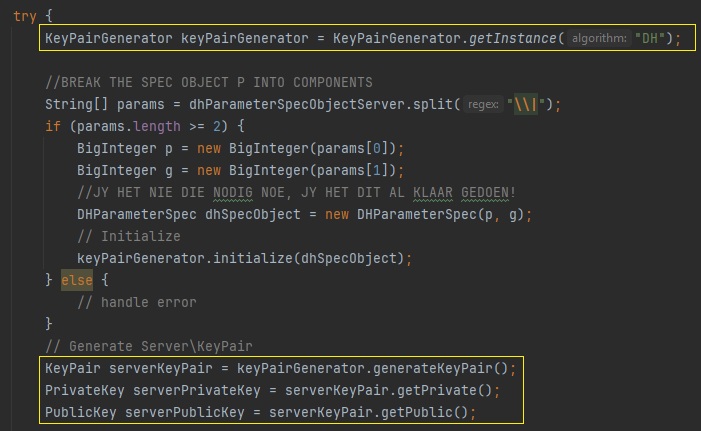 try {
KeyPairGenerator keyPairGenerator = KeyPairGenerator.getInstance( algorithm: "DH");
//BREAK THE SPEC OBJECT P INTO COMPONENTS
String[] params = dhParameterSpecObjectServer.split( regex: "\\|");
if (params.length >= 2) {
BigInteger p = new BigInteger(params[0]);
BigInteger g = new BigInteger(params[1]);
//JY HET NIE DIE NODIG NOE, JY HET DIT AL KLAAR GEDOEN!
DHParameterSpec dhSpecObject = new DHParameterSpec(p, g);
// Initialize
keyPairGenerator.initialize(dhSpecObject);
} else {
// handle error
}
// Generate Server\KeyPair
KeyPair serverKeyPair = keyPairGenerator.generateKeyPair();
PrivateKey serverPrivateKey = serverKeyPair.getPrivate();
PublicKey serverPublicKey = serverKeyPair.getPublic();